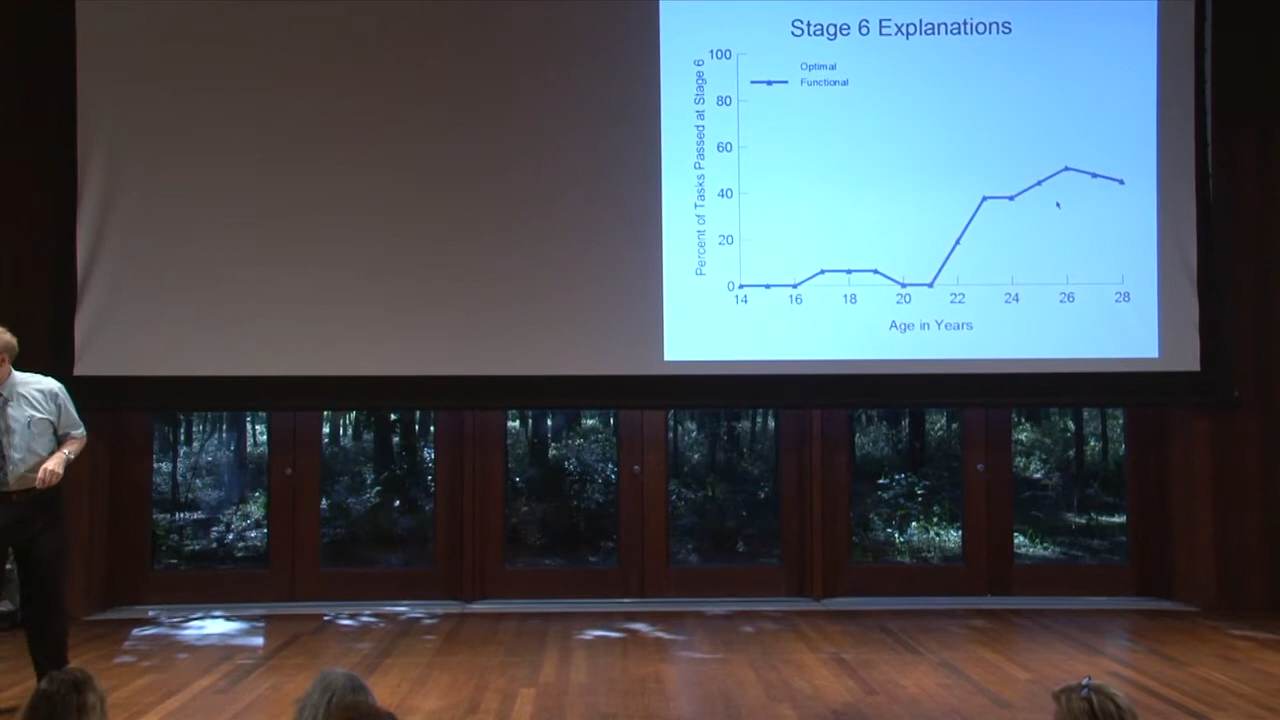 Stage 6 Explanations
Percent of Tasks Passed at Stage 6
100
80
60
40
20
0
Optimal
Functional
14 16 18 20 22 24 26 28
Age in Years